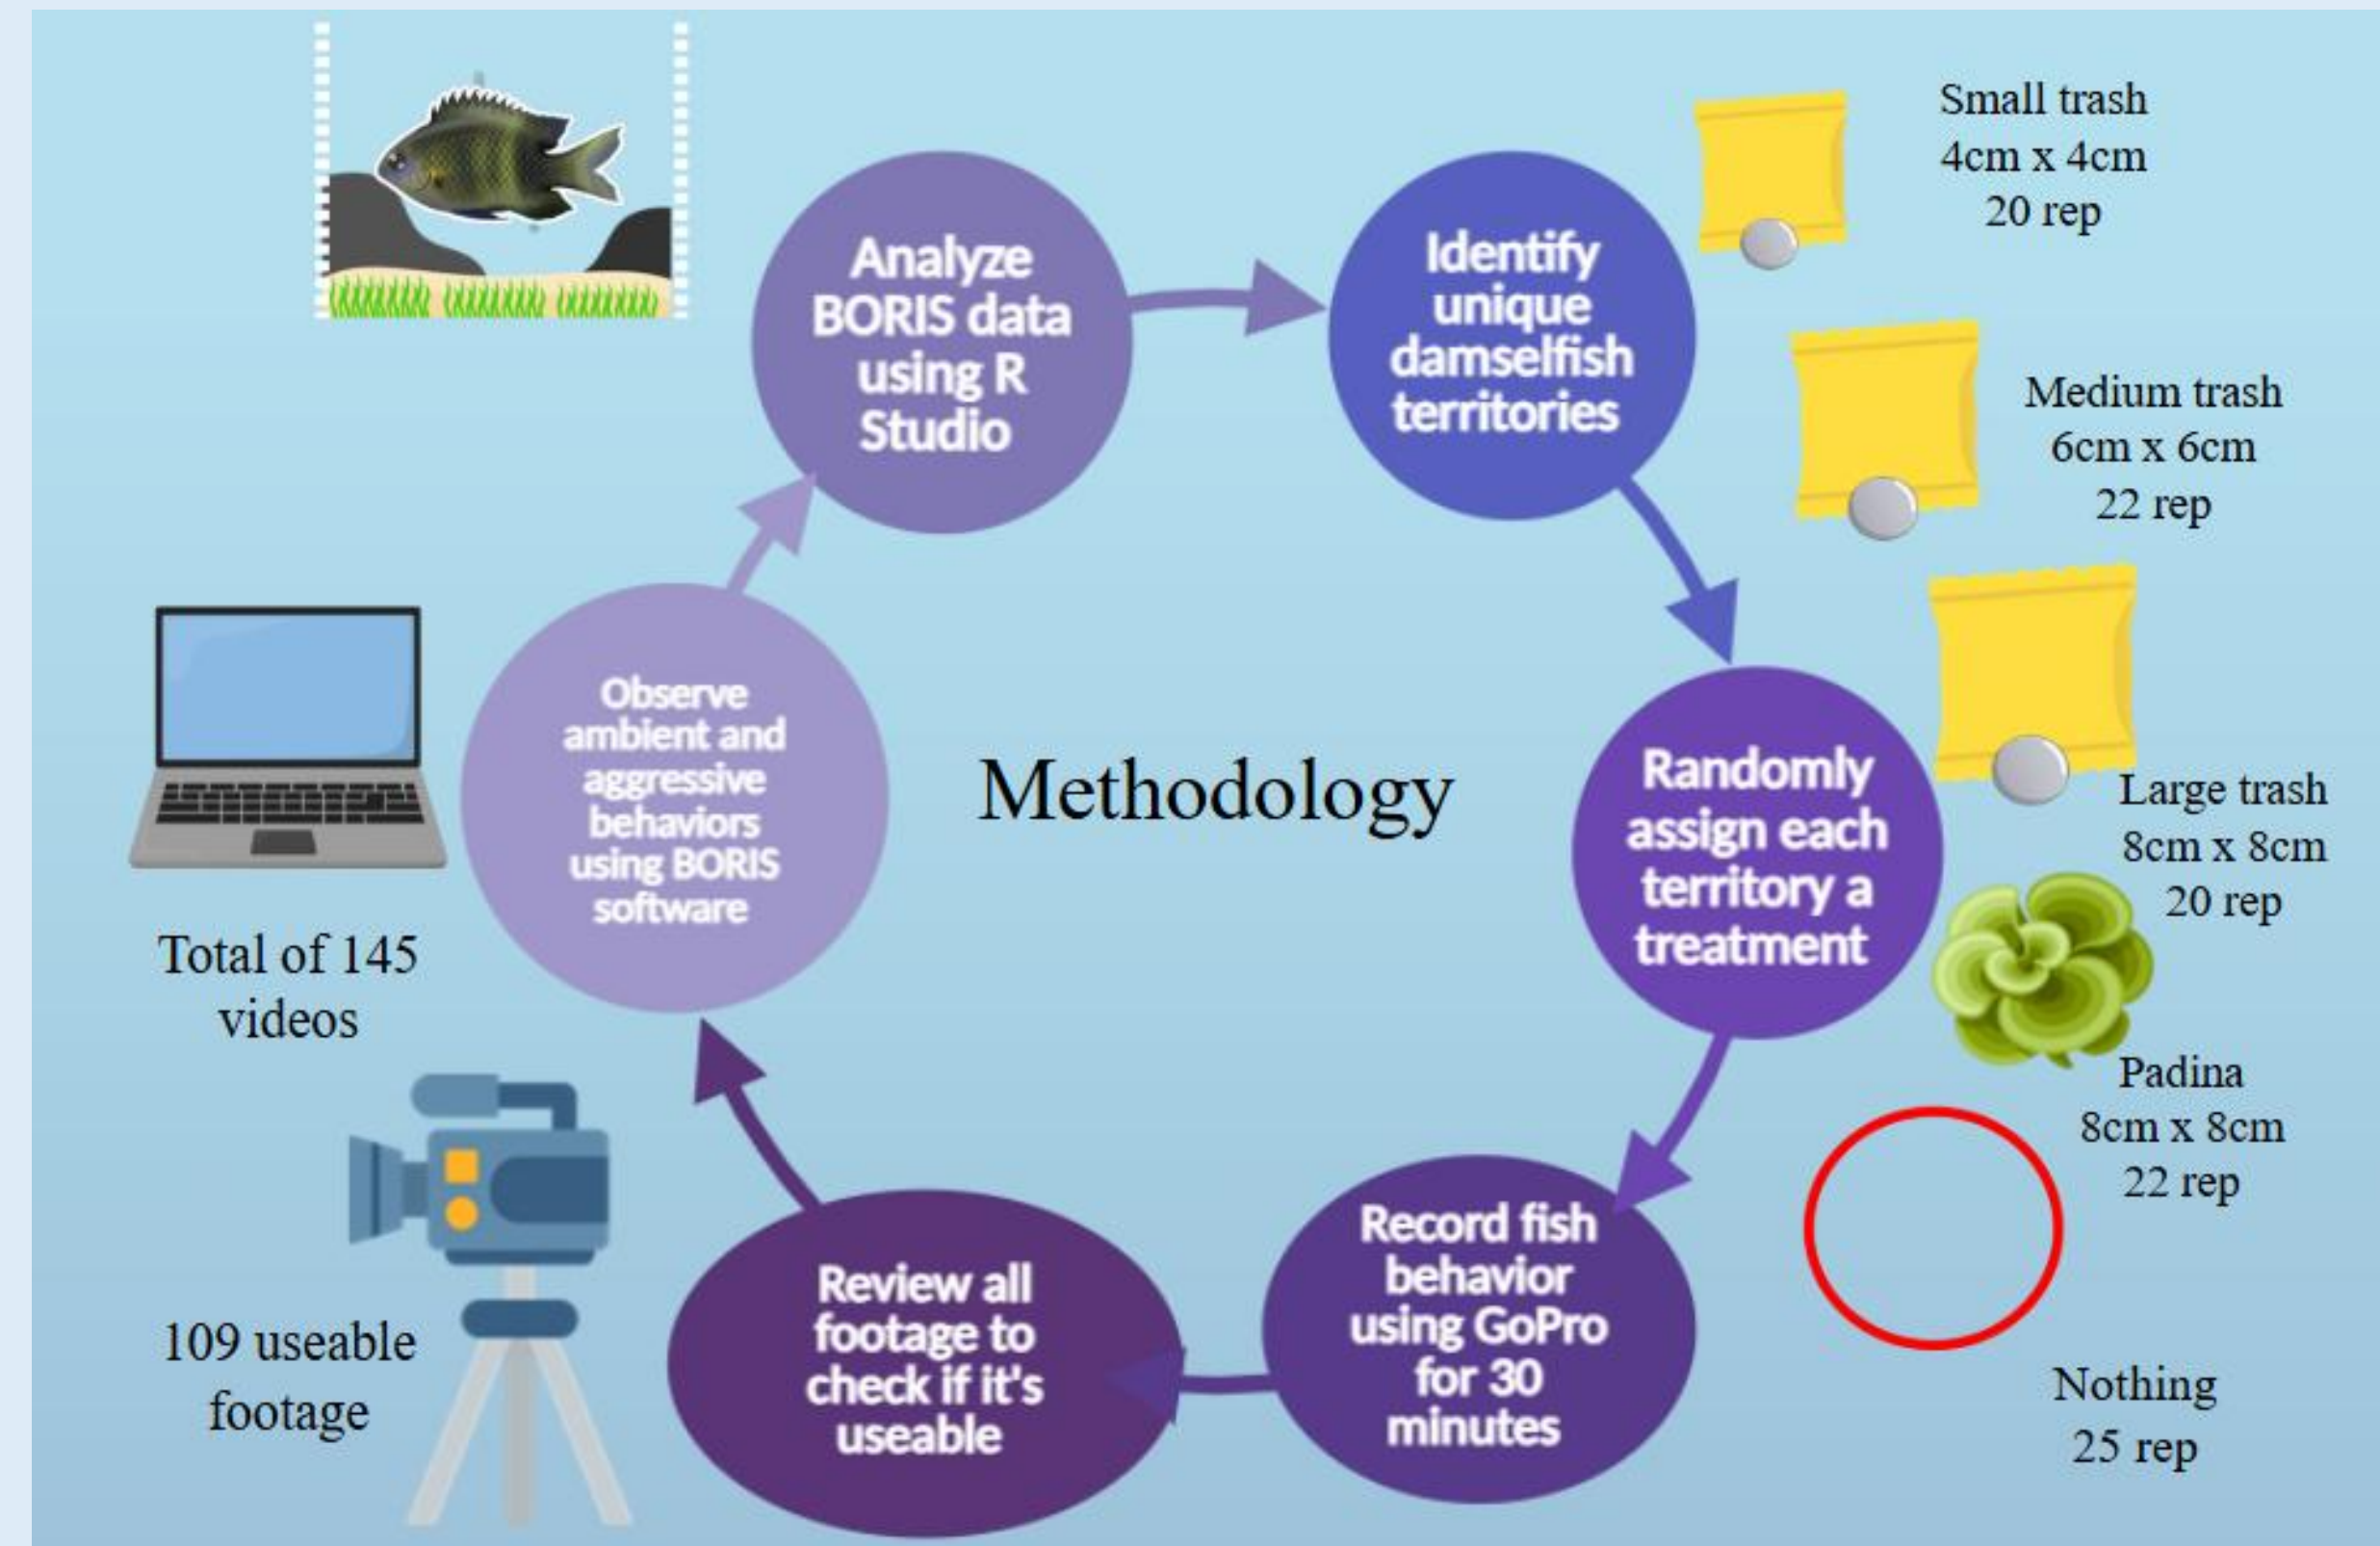 Methodology
Identify
unique
damselfish
territories
Randomly
assign each
territory a
treatment
Record fish
behavior
using GoPro
for 30
minutes
Review all
footage to
check if it's
useable
Observe
ambient and
aggressive
behaviors
using BORIS
software
Analyze
BORIS data
using R
Studio
Small trash
4cm x 4cm
20 rep
Medium trash
6cm x 6cm
22 rep
Large trash
8cm x 8cm
20 rep
Padina
8cm x 8cm
22 rep
Nothing
25 rep
Total of 145
videos
109 useable
footage